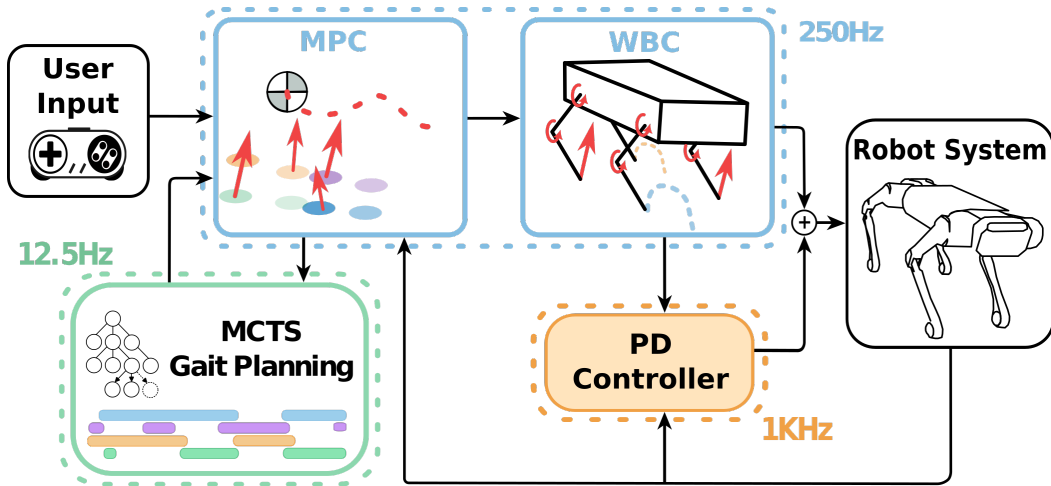 User
Input
MPC
WBC
250Hz
Robot System
+
12.5Hz
MCTS
Gait Planning
PD
Controller
1KHz